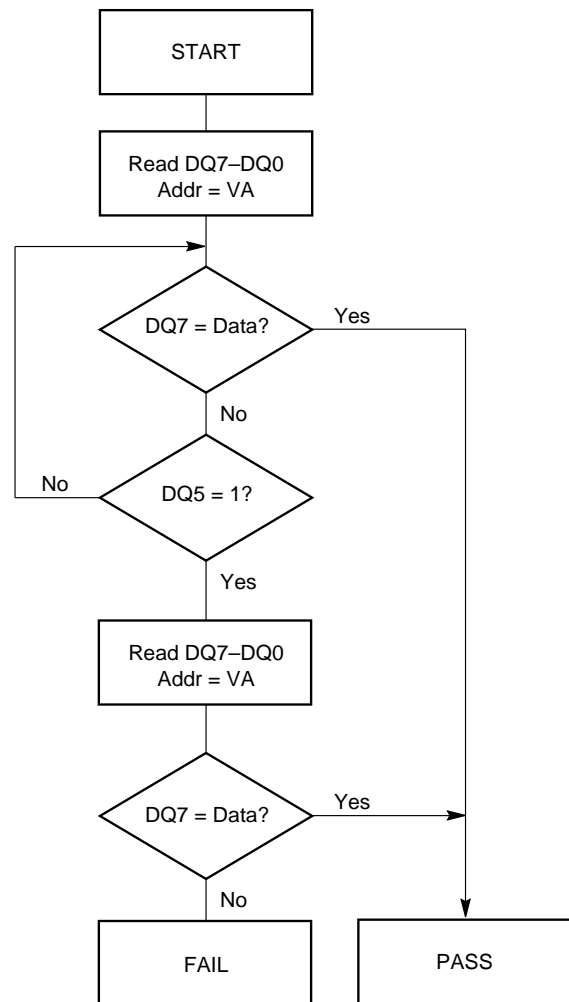 START
Read DQ7–DQ0
Addr = VA
DQ7 = Data?
Yes
No
No
DQ5 = 1?
Yes
Read DQ7–DQ0
Addr = VA
DQ7 = Data?
Yes
No
FAIL
PASS